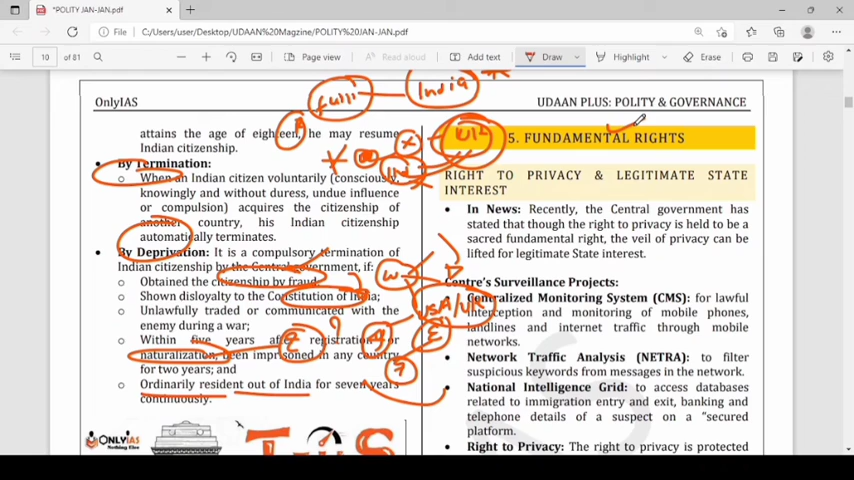 POLITY JAN-JAN.pdf
File | C:/Users/user/Desktop/UDAAN%20Magzine/POLITY%20JAN-JAN.pdf
10 of 81
Page view
Read aloud
Add text
Draw
Highlight
Erase
OnlyIAS
UDAAN PLUS: POLITY & GOVERNANCE
India
attains the age of eighteen, he may resume
Indian citizenship.
• By Termination:
o When an Indian citizen voluntarily (consciously,
knowingly and without duress, undue influence
or compulsion) acquires the citizenship of
another country, his Indian citizenship
automatically terminates.
• By Deprivation: It is a compulsory termination of
Indian citizenship by the Central government, if:
o Obtained the citizenship by fraud;
o Shown disloyalty to the Constitution of India;
o Unlawfully traded or communicated with the
enemy during a war;
o Within five years after registration or
naturalization, been imprisoned in any country
for two years; and
o Ordinarily resident out of India for seven years
continuously.
ONLYIAS
Nothing Else
5. FUNDAMENTAL RIGHTS
RIGHT TO PRIVACY & LEGITIMATE STATE
INTEREST
• In News: Recently, the Central government has
stated that though the right to privacy is held to be a
sacred fundamental right, the veil of privacy can be
lifted for legitimate State interest.
Centre's Surveillance Projects:
USA/UK
• Centralized Monitoring System (CMS): for lawful
interception and monitoring of mobile phones,
landlines and internet traffic through mobile
networks.
• Network Traffic Analysis (NETRA): to filter
suspicious keywords from messages in the network.
• National Intelligence Grid: to access databases
related to immigration entry and exit, banking and
telephone details of a suspect on a "secured
platform.
• Right to Privacy: The right to privacy is protected